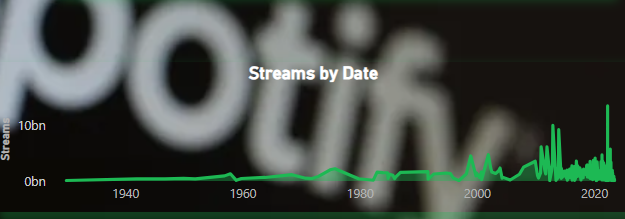 potify
Streams by Date
Streams
10bn
0bn
1940 1960 1980 2000 2020